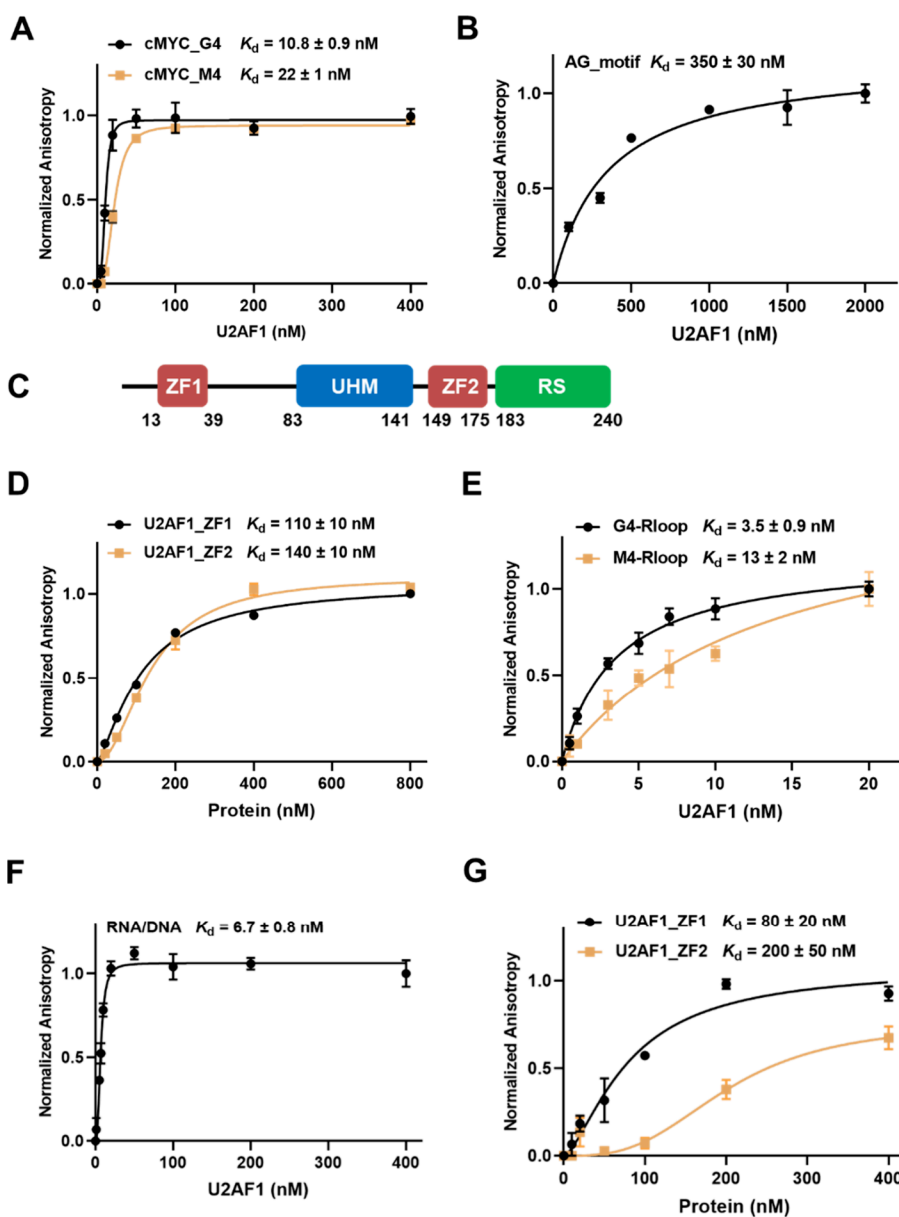 A
cMYC_G4 Kd = 10.8 ± 0.9 nM
cMYC_M4 Kd = 22 ± 1 nM
Normalized Anisotropy
1.0
0.5
0.0
0 100 200 300 400
U2AF1 (nM)
B
AG_motif Kd = 350 ± 30 nM
Normalized Anisotropy
1.0
0.5
0.0
0 500 1000 1500 2000
U2AF1 (nM)
C
ZF1 UHM ZF2 RS
13 39 83 141 149 175 183 240
D
U2AF1_ZF1 Kd = 110 ± 10 nM
U2AF1_ZF2 Kd = 140 ± 10 nM
Normalized Anisotropy
1.0
0.5
0.0
0 200 400 600 800
Protein (nM)
E
G4-Rloop Kd = 3.5 ± 0.9 nM
M4-Rloop Kd = 13 ± 2 nM
Normalized Anisotropy
1.0
0.5
0.0
0 5 10 15 20
U2AF1 (nM)
F
RNA/DNA Kd = 6.7 ± 0.8 nM
Normalized Anisotropy
1.0
0.5
0.0
0 100 200 300 400
U2AF1 (nM)
G
U2AF1_ZF1 Kd = 80 ± 20 nM
U2AF1_ZF2 Kd = 200 ± 50 nM
Normalized Anisotropy
1.0
0.5
0.0
0 100 200 300 400
Protein (nM)